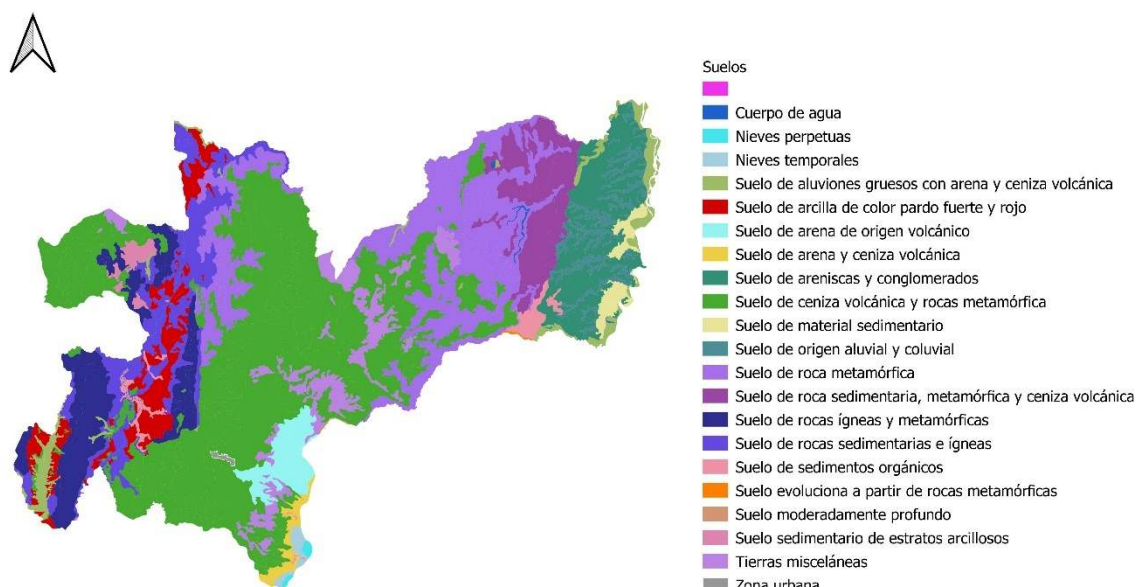 Suelos
Cuerpo de agua
Nieves perpetuas
Nieves temporales
Suelo de aluviones gruesos con arena y ceniza volcánica
Suelo de arcilla de color pardo fuerte y rojo
Suelo de arena de origen volcánico
Suelo de arena y ceniza volcánica
Suelo de areniscas y conglomerados
Suelo de ceniza volcánica y rocas metamórfica
Suelo de material sedimentario
Suelo de origen aluvial y coluvial
Suelo de roca metamórfica
Suelo de roca sedimentaria, metamórfica y ceniza volcánica
Suelo de rocas ígneas y metamórficas
Suelo de rocas sedimentarias e ígneas
Suelo de sedimentos orgánicos
Suelo evoluciona a partir de rocas metamórficas
Suelo moderadamente profundo
Suelo sedimentario de estratos arcillosos
Tierras misceláneas
Zona urbana